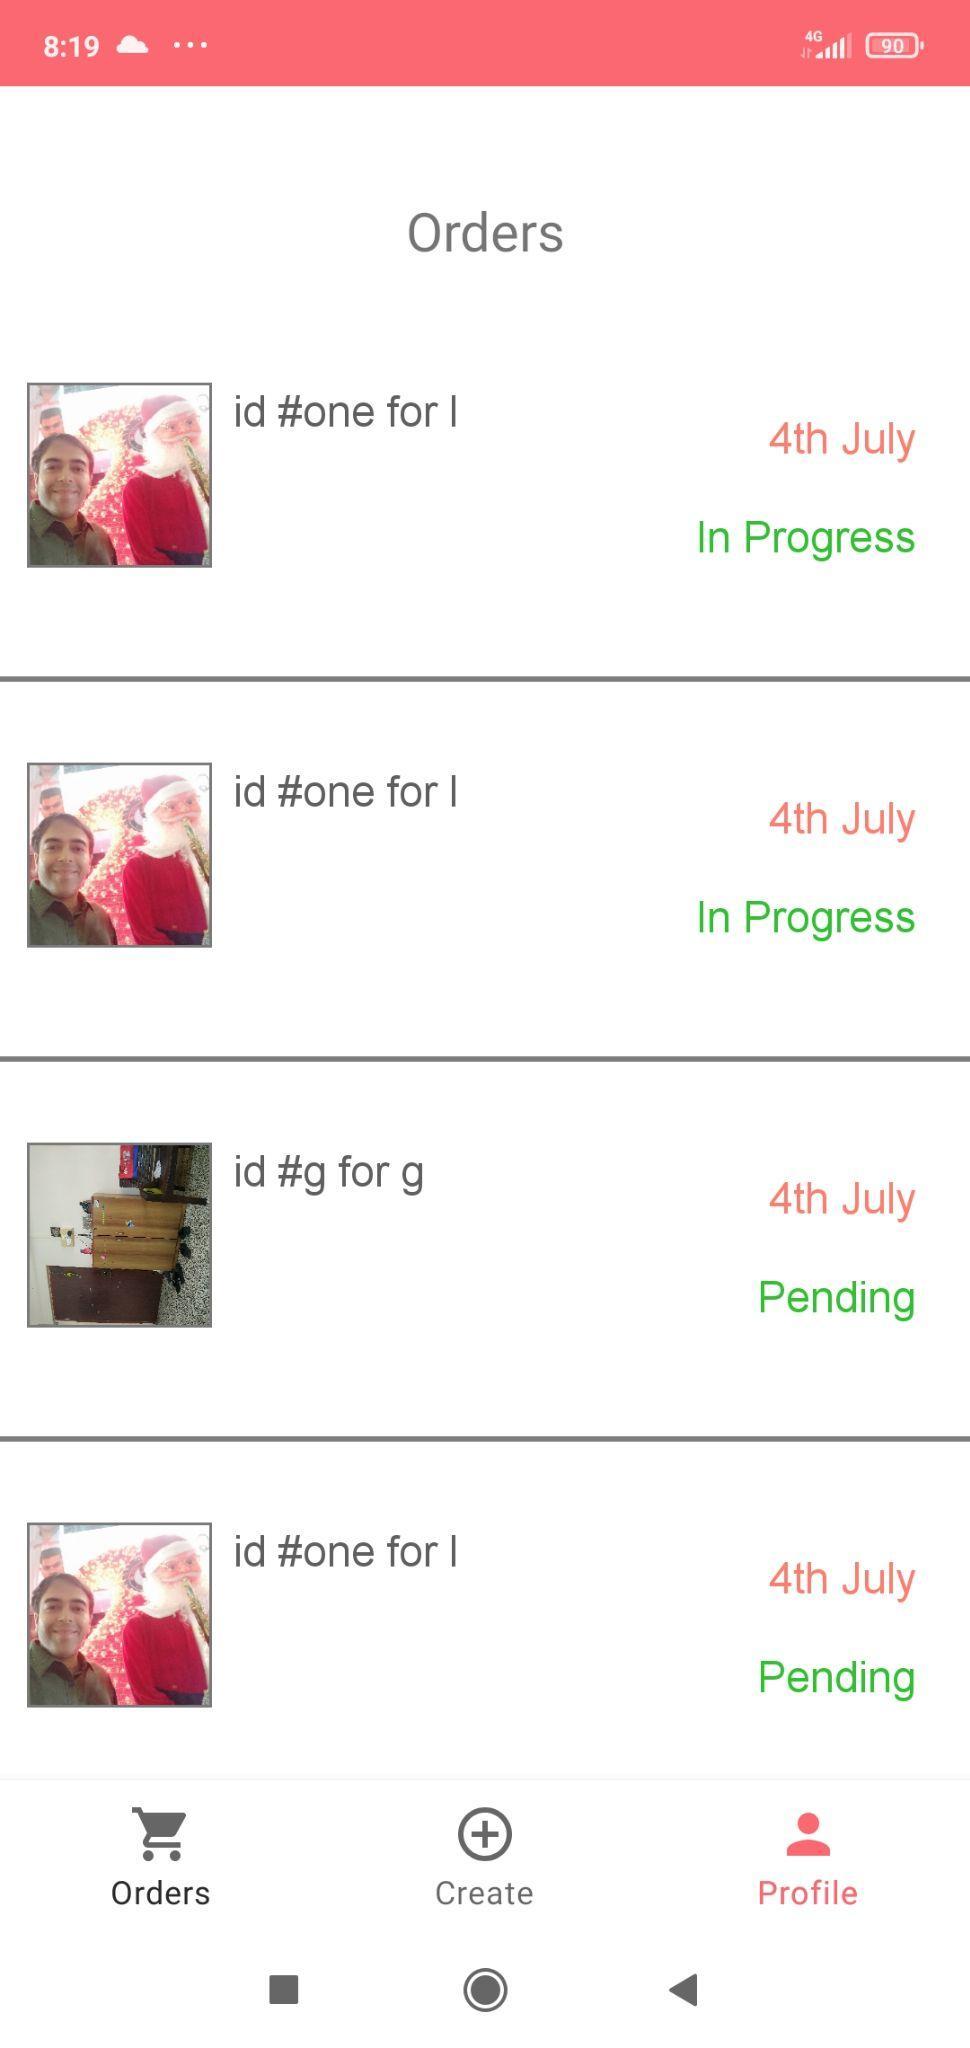 8:19
4G
90
Orders
id #one for l
4th July
In Progress
id #one for l
4th July
In Progress
id #g for g
4th July
Pending
id #one for l
4th July
Pending
Orders
Create
Profile